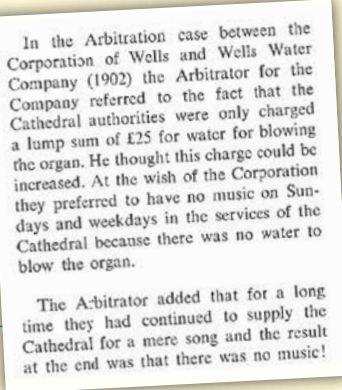 In the Arbitration case between the
Corporation of Wells and Wells Water
Company (1902) the Arbitrator for the
Company referred to the fact that the
Cathedral authorities were only charged
a lump sum of £25 for water for blowing
the organ. He thought this charge could be
increased. At the wish of the Corporation
they preferred to have no music on Sun-
days and weekdays in the services of the
Cathedral because there was no water to
blow the organ.
The Arbitrator added that for a long
time they had continued to supply the
Cathedral for a mere song and the result
at the end was that there was no music!